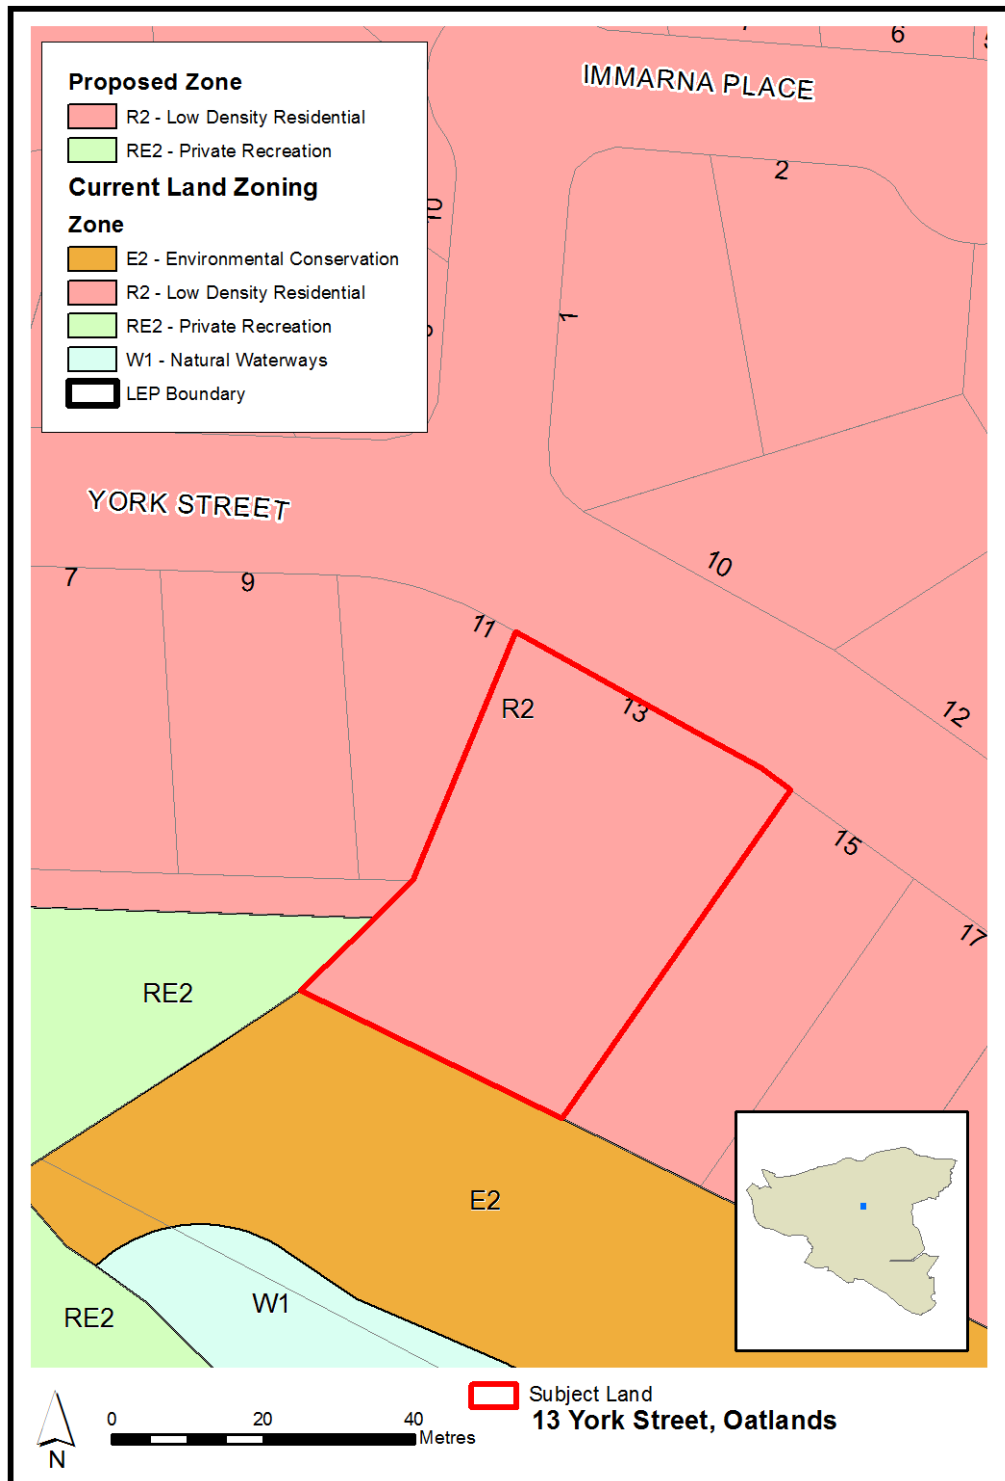 Proposed Zone
R2 - Low Density Residential
RE2 - Private Recreation
Current Land Zoning
Zone
E2 - Environmental Conservation
R2 - Low Density Residential
RE2 - Private Recreation
W1 - Natural Waterways
LEP Boundary
6
IMMARNA PLACE
2
10
1
YORK STREET
10
7
9
11
R2
13
12
15
17
RE2
E2
W1
RE2
Subject Land
13 York Street, Oatlands
0 20 40
Metres
N